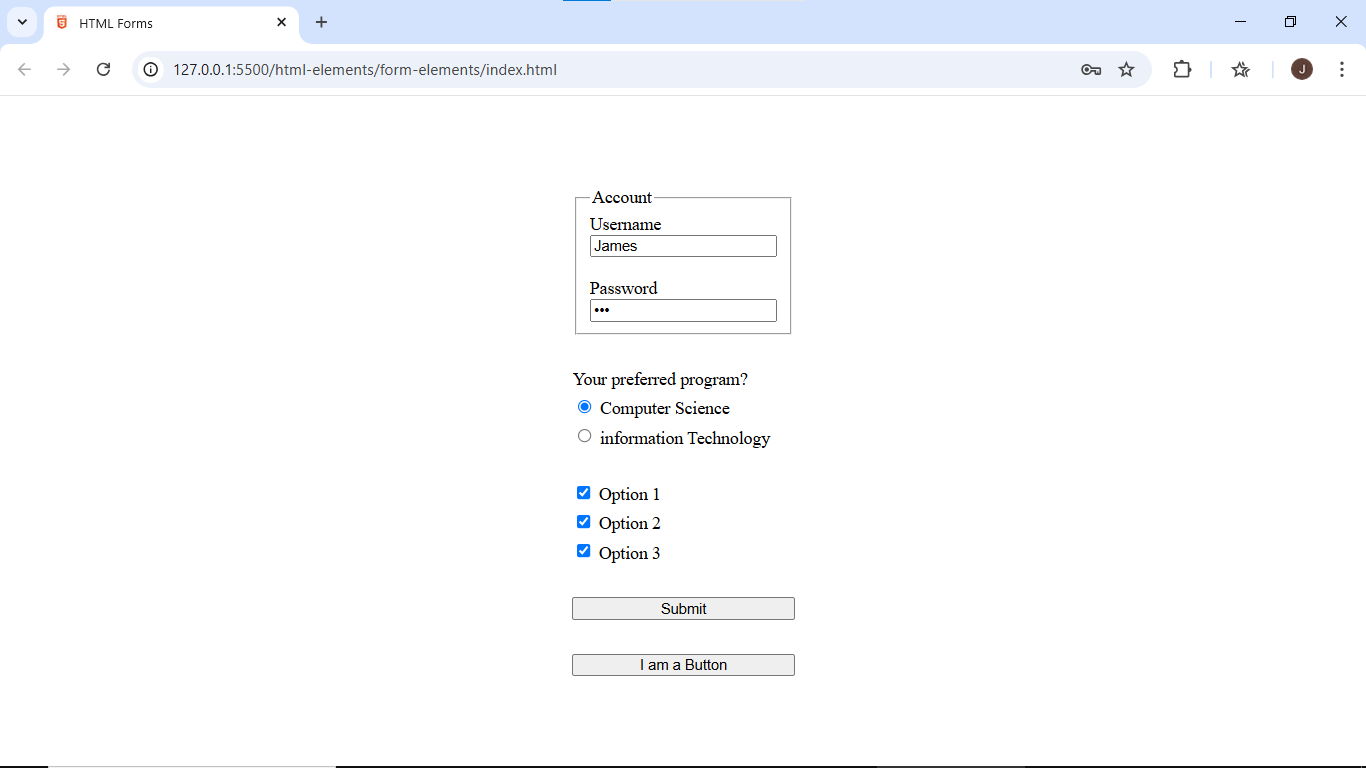 HTML Forms
127.0.0.1:5500/html-elements/form-elements/index.html
J
Account
Username
James
Password
•••
Your preferred program?
Computer Science
information Technology
Option 1
Option 2
Option 3
Submit
I am a Button